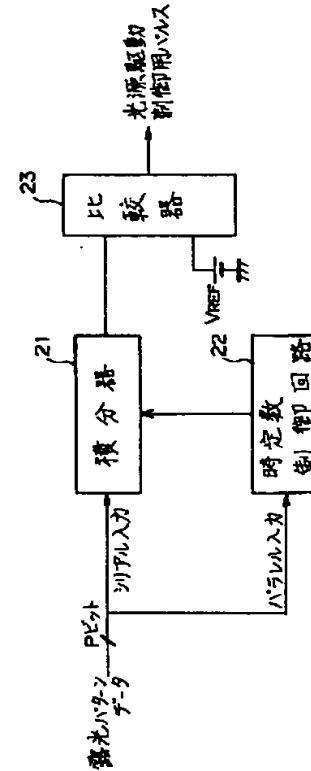 露光パターン
データ
Pビット
シリアル入力
パラレル入力
21
積分器
22
時定数
制御回路
VREF
23
比較器
光源駆動
制御用パルス